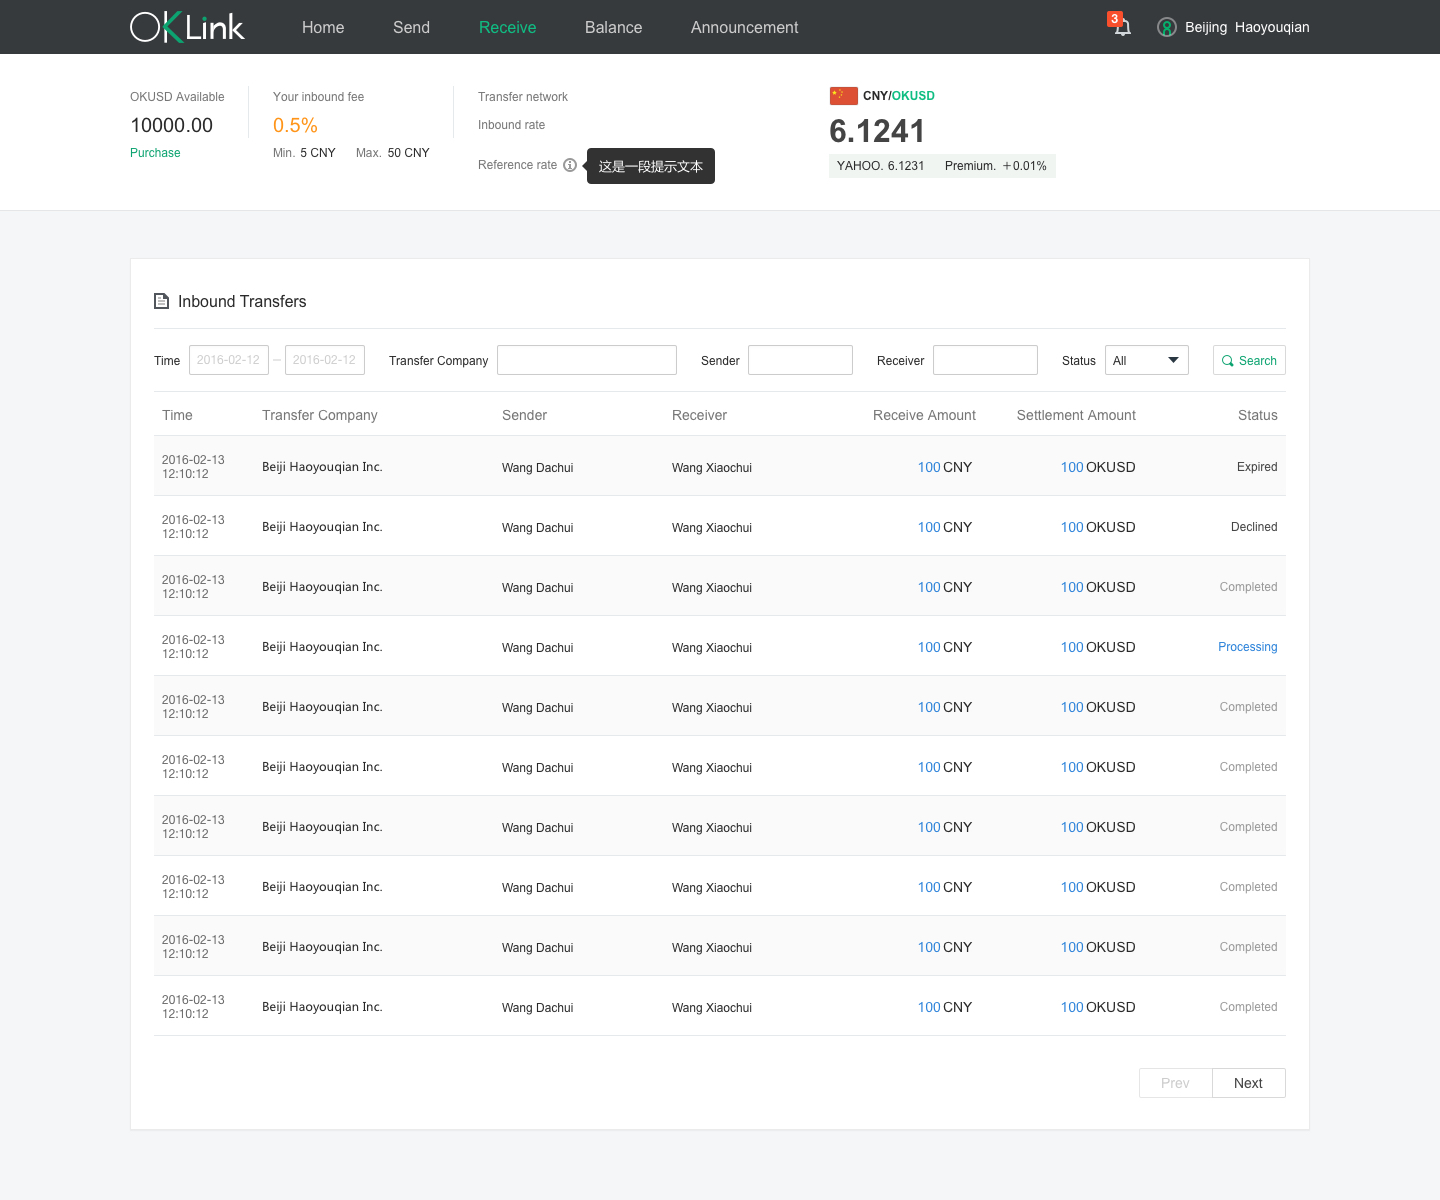 OKLink Home Send Receive Balance Announcement 3 Beijing Haoyouqian
OKUSD Available
10000.00
Purchase
Your inbound fee
0.5%
Min. 5 CNY Max. 50 CNY
Transfer network
Inbound rate
Reference rate
这是一段提示文本
CNY/OKUSD
6.1241
YAHOO. 6.1231 Premium. +0.01%
Inbound Transfers
Time 2016-02-12 – 2016-02-12 Transfer Company Sender Receiver Status All Search
Time Transfer Company Sender Receiver Receive Amount Settlement Amount Status
2016-02-13
12:10:12
Beiji Haoyouqian Inc. Wang Dachui Wang Xiaochui 100 CNY 100 OKUSD Expired
2016-02-13
12:10:12
Beiji Haoyouqian Inc. Wang Dachui Wang Xiaochui 100 CNY 100 OKUSD Declined
2016-02-13
12:10:12
Beiji Haoyouqian Inc. Wang Dachui Wang Xiaochui 100 CNY 100 OKUSD Completed
2016-02-13
12:10:12
Beiji Haoyouqian Inc. Wang Dachui Wang Xiaochui 100 CNY 100 OKUSD Processing
2016-02-13
12:10:12
Beiji Haoyouqian Inc. Wang Dachui Wang Xiaochui 100 CNY 100 OKUSD Completed
2016-02-13
12:10:12
Beiji Haoyouqian Inc. Wang Dachui Wang Xiaochui 100 CNY 100 OKUSD Completed
2016-02-13
12:10:12
Beiji Haoyouqian Inc. Wang Dachui Wang Xiaochui 100 CNY 100 OKUSD Completed
2016-02-13
12:10:12
Beiji Haoyouqian Inc. Wang Dachui Wang Xiaochui 100 CNY 100 OKUSD Completed
2016-02-13
12:10:12
Beiji Haoyouqian Inc. Wang Dachui Wang Xiaochui 100 CNY 100 OKUSD Completed
2016-02-13
12:10:12
Beiji Haoyouqian Inc. Wang Dachui Wang Xiaochui 100 CNY 100 OKUSD Completed
Prev Next